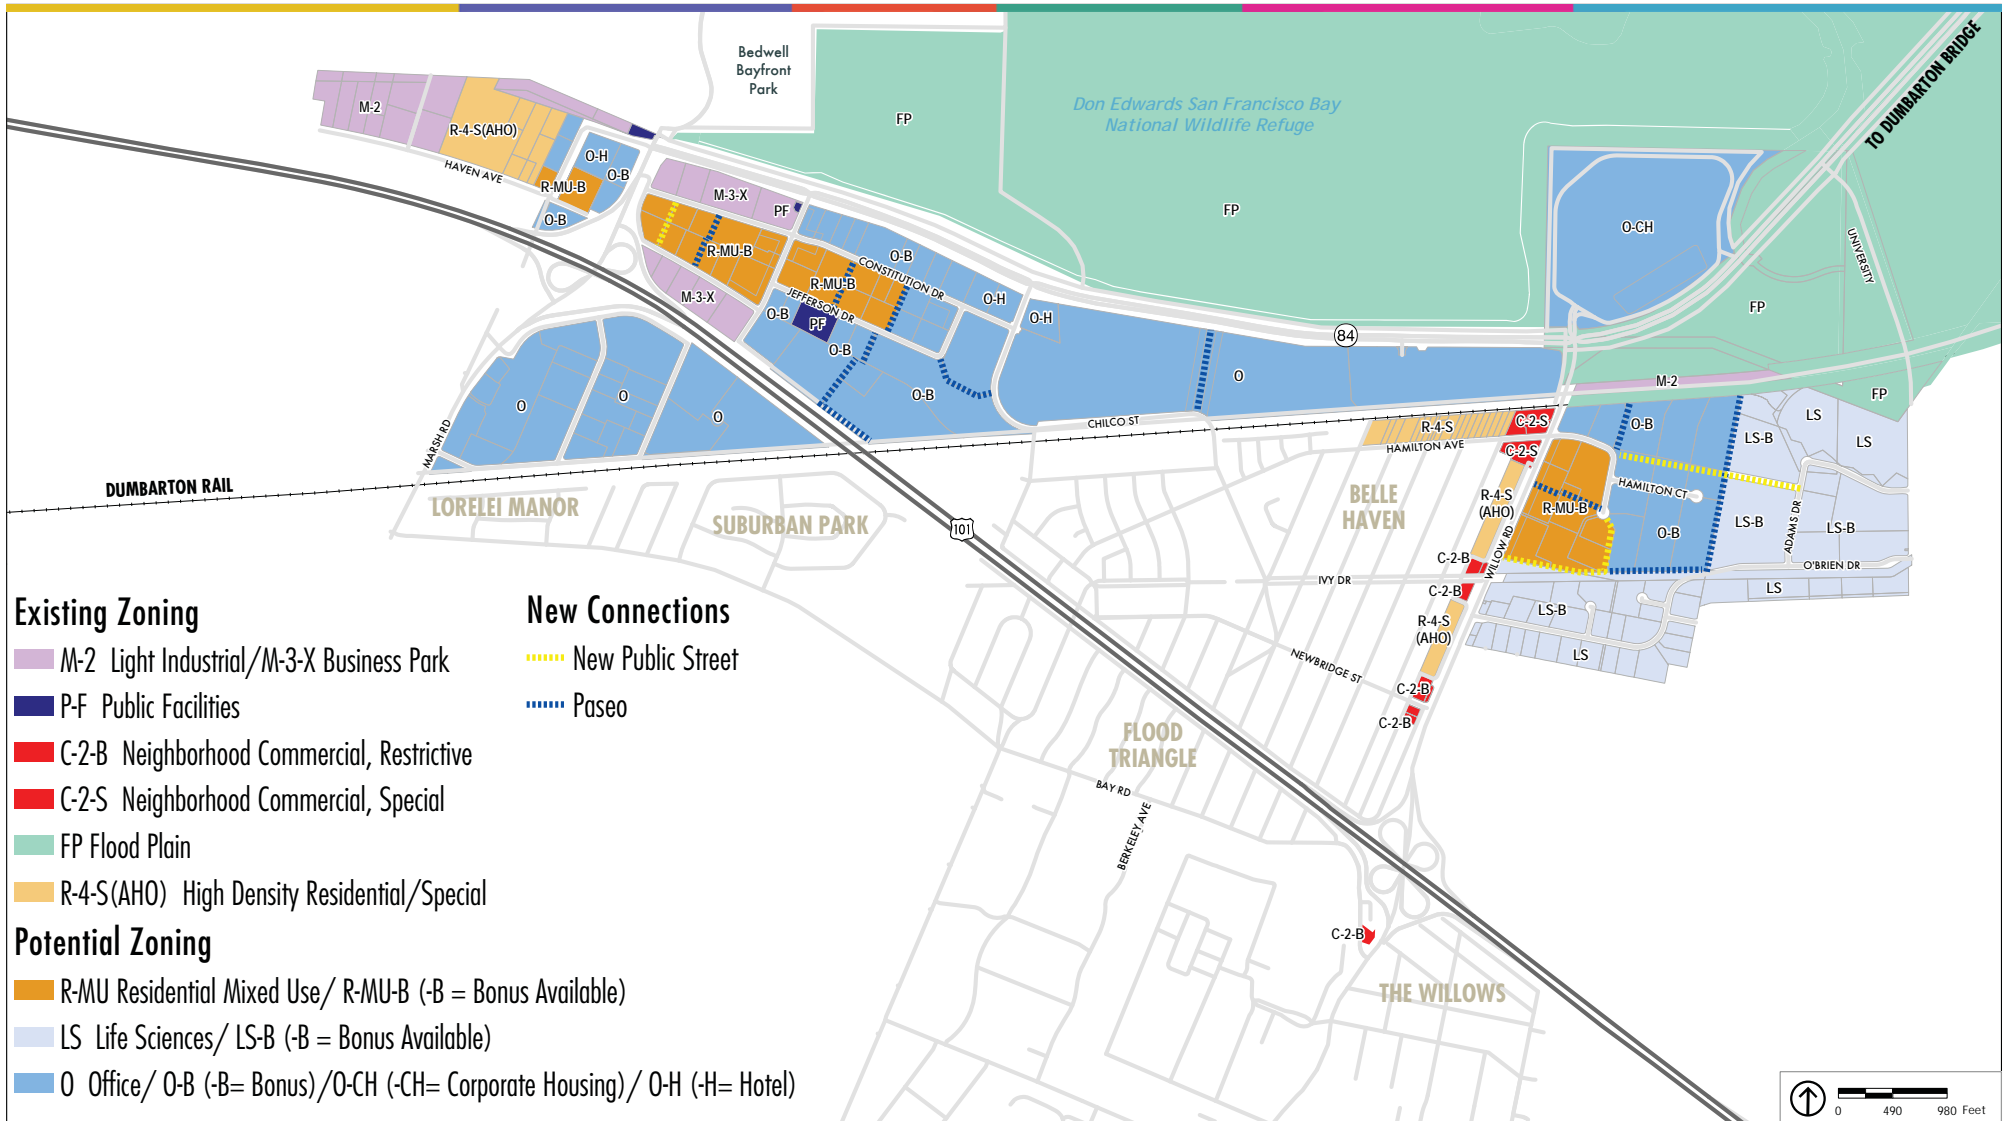 Bedwell
Bayfront
Park
Don Edwards San Francisco Bay
National Wildlife Refuge
TO DUMBARTON BRIDGE
M-2
R-4-S(AHO)
HAVEN AVE
O-H
O-B
R-MU-B
O-B
FP
FP
M-3-X
PF
R-MU-B
M-3-X
O-B
CONSTITUTION DR
R-MU-B
JEFFERSON DR
O-H
O-H
O-B
PF
O-B
O-B
84
O-CH
UNIVERSITY
FP
FP
M-2
O
O
O
O
MARSH RD
CHILCO ST
DUMBARTON RAIL
R-4-S
HAMILTON AVE
C-2-S
C-2-S
O-B
LS-B
LS
LS
HAMILTON CT
R-4-S
(AHO)
R-MU-B
WILLOW RD
O-B
LS-B
ADAMS DR
LS-B
O'BRIEN DR
LS
LORELEI MANOR
SUBURBAN PARK
101
BELLE
HAVEN
C-2-B
C-2-B
IVY DR
LS-B
R-4-S
(AHO)
LS
NEWBRIDGE ST
C-2-B
C-2-B
FLOOD
TRIANGLE
BAY RD
BERKELEY AVE
C-2-B
THE WILLOWS
Existing Zoning
M-2 Light Industrial/M-3-X Business Park
P-F Public Facilities
C-2-B Neighborhood Commercial, Restrictive
C-2-S Neighborhood Commercial, Special
FP Flood Plain
R-4-S(AHO) High Density Residential/Special
Potential Zoning
R-MU Residential Mixed Use/ R-MU-B (-B = Bonus Available)
LS Life Sciences/ LS-B (-B = Bonus Available)
O Office/ O-B (-B= Bonus)/O-CH (-CH= Corporate Housing)/ O-H (-H= Hotel)
New Connections
New Public Street
Paseo
0 490 980 Feet